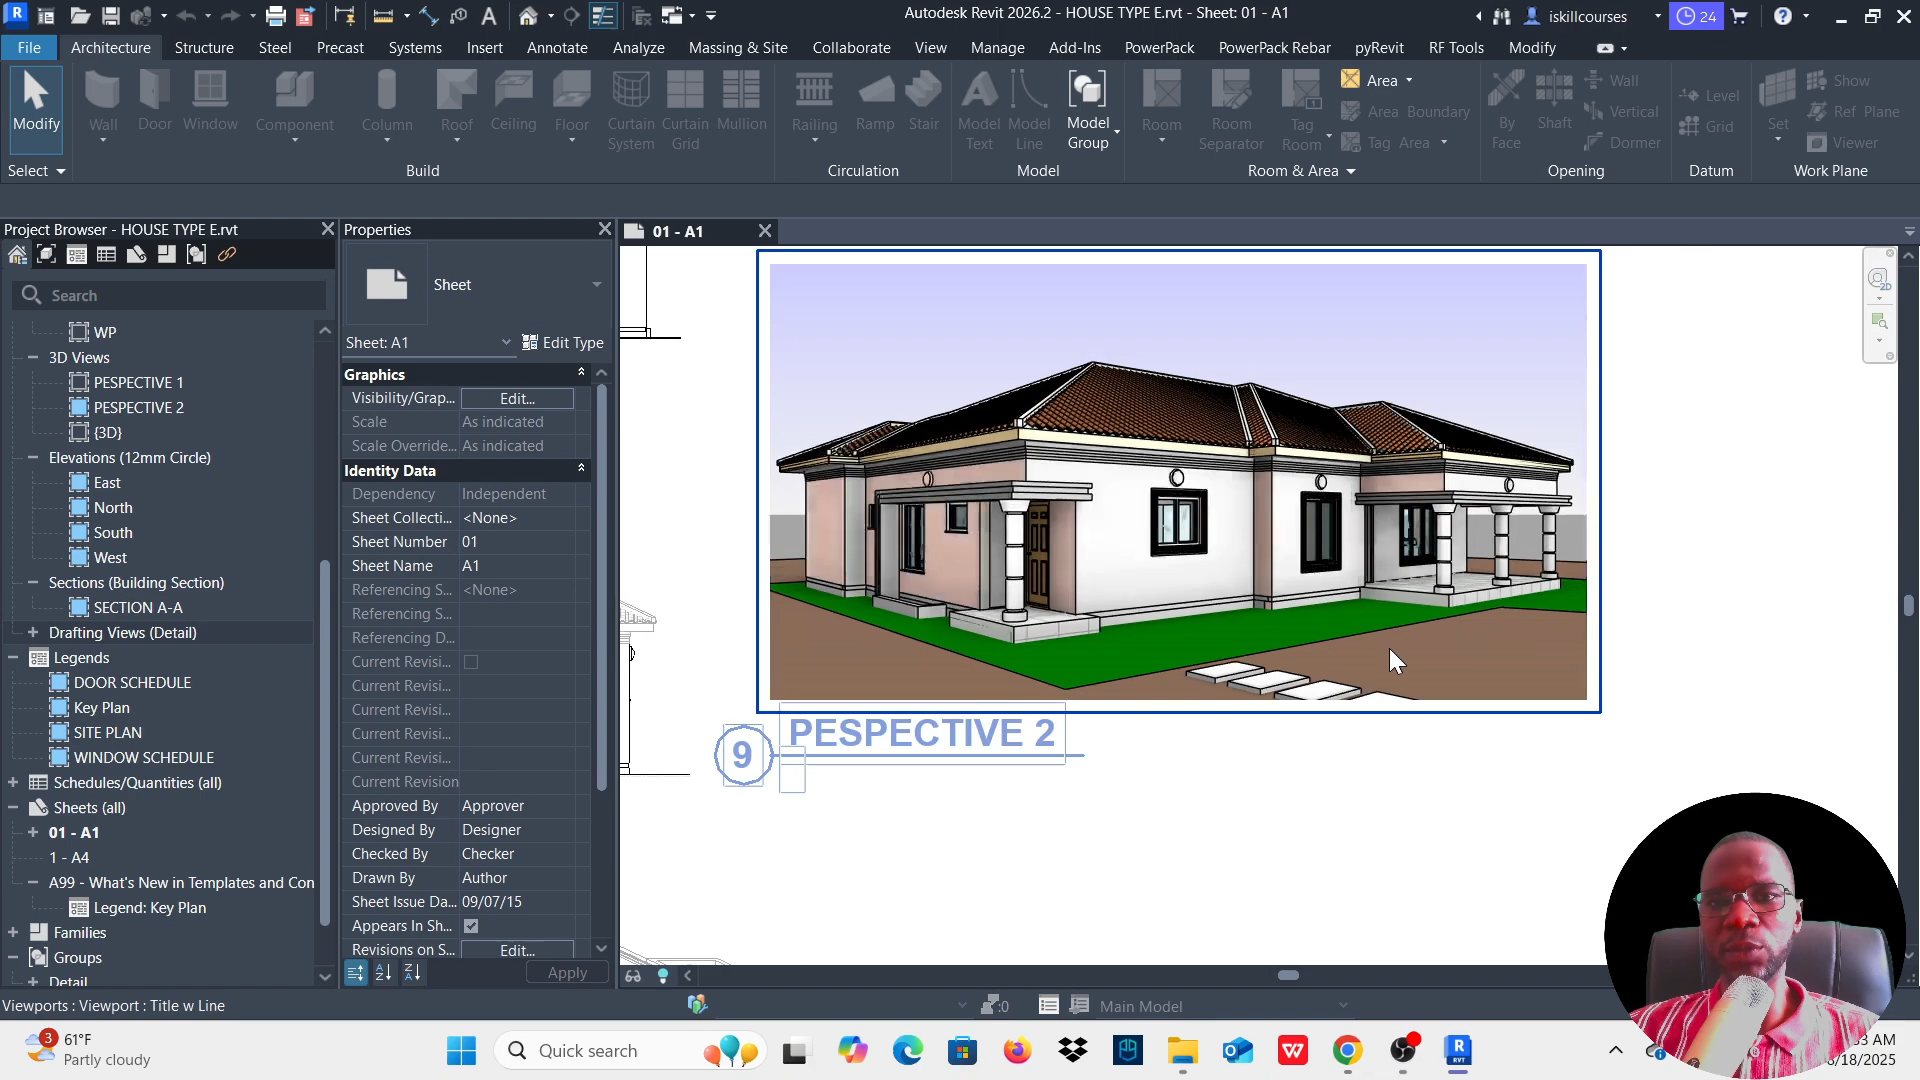 Autodesk Revit 2026.2 - HOUSE TYPE E.rvt - Sheet: 01 - A1
iskillcourses
24
File Architecture Structure Steel Precast Systems Insert Annotate Analyze Massing & Site Collaborate View Manage Add-Ins PowerPack PowerPack Rebar pyRevit RF Tools Modify
Modify
Wall Door Window Component Column Roof Ceiling Floor Curtain System Curtain Grid Mullion
Railing Ramp Stair
Model Text Model Line Model Group
Room Room Separator Tag Room
Area
Area Boundary
Tag Area
By Face Shaft Wall Vertical Dormer
Level
Grid
Set Show Ref Plane Viewer
Select Build Circulation Model Room & Area Opening Datum Work Plane
Project Browser - HOUSE TYPE E.rvt
Search
WP
3D Views
PESPECTIVE 1
PESPECTIVE 2
{3D}
Elevations (12mm Circle)
East
North
South
West
Sections (Building Section)
SECTION A-A
Drafting Views (Detail)
Legends
DOOR SCHEDULE
Key Plan
SITE PLAN
WINDOW SCHEDULE
Schedules/Quantities (all)
Sheets (all)
01 - A1
1 - A4
A99 - What's New in Templates and Con
Legend: Key Plan
Families
Groups
Detail
Properties
Sheet
Sheet: A1 Edit Type
Graphics
Visibility/Grap... Edit...
Scale As indicated
Scale Override... As indicated
Identity Data
Dependency Independent
Sheet Collecti... <None>
Sheet Number 01
Sheet Name A1
Referencing S... <None>
Referencing S...
Referencing D...
Current Revisi...
Current Revisi...
Current Revisi...
Current Revisi...
Current Revisi...
Current Revision
Approved By Approver
Designed By Designer
Checked By Checker
Drawn By Author
Sheet Issue Da... 09/07/15
Appears In Sh...
Revisions on S... Edit...
Apply
01 - A1
2D
9 PESPECTIVE 2
Viewports : Viewport : Title w Line
:0
Main Model
3
61°F
Partly cloudy
Quick search
RVT
AM
8/18/2025